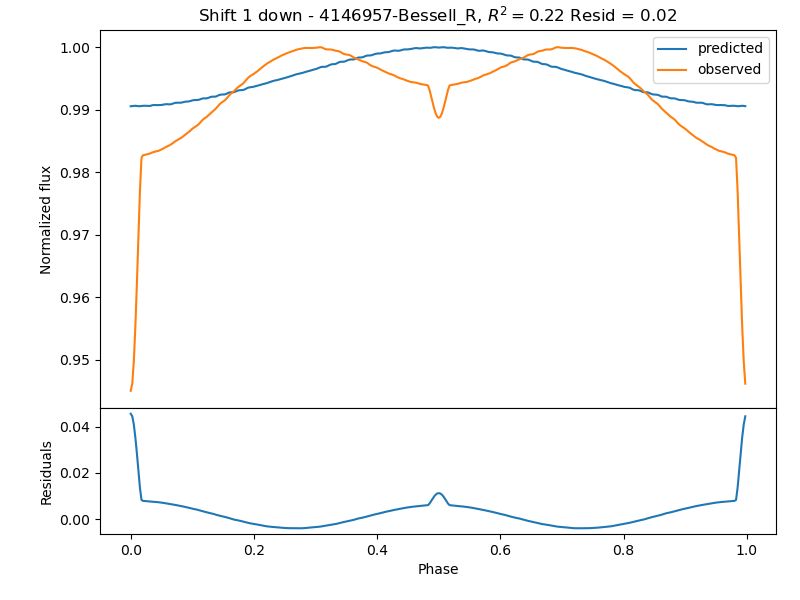 Shift 1 down - 4146957-Bessell_R, $R^2 = 0.22$ Resid = 0.02
predicted
observed
Normalized flux
1.00
0.99
0.98
0.97
0.96
0.95
Residuals
0.04
0.02
0.00
0.0 0.2 0.4 0.6 0.8 1.0
Phase